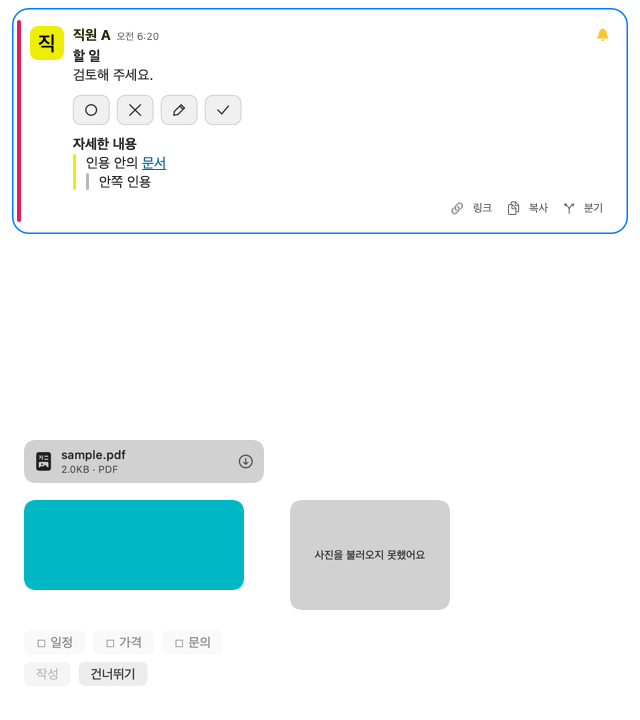 직
직원 A 오전 6:20
할 일
검토해 주세요.
자세한 내용
인용 안의 문서
안쪽 인용
링크 복사 분기
sample.pdf
2.0KB · PDF
사진을 불러오지 못했어요
일정 가격 문의
작성 건너뛰기